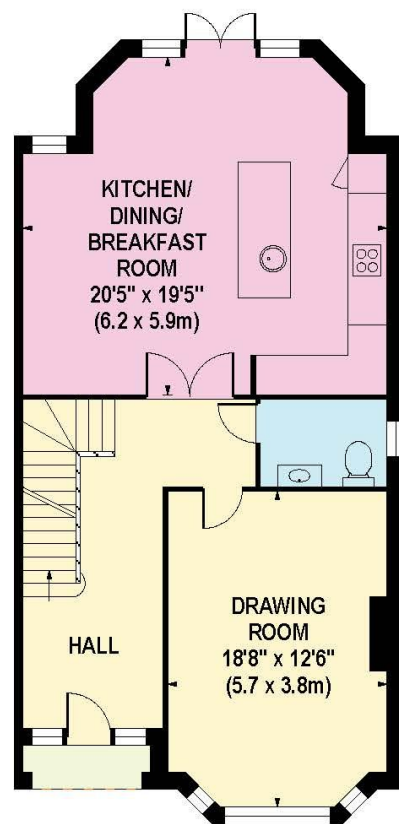 KITCHEN/
DINING/
BREAKFAST
ROOM
20'5" x 19'5"
(6.2 x 5.9m)
DRAWING
ROOM
18'8" x 12'6"
(5.7 x 3.8m)
HALL